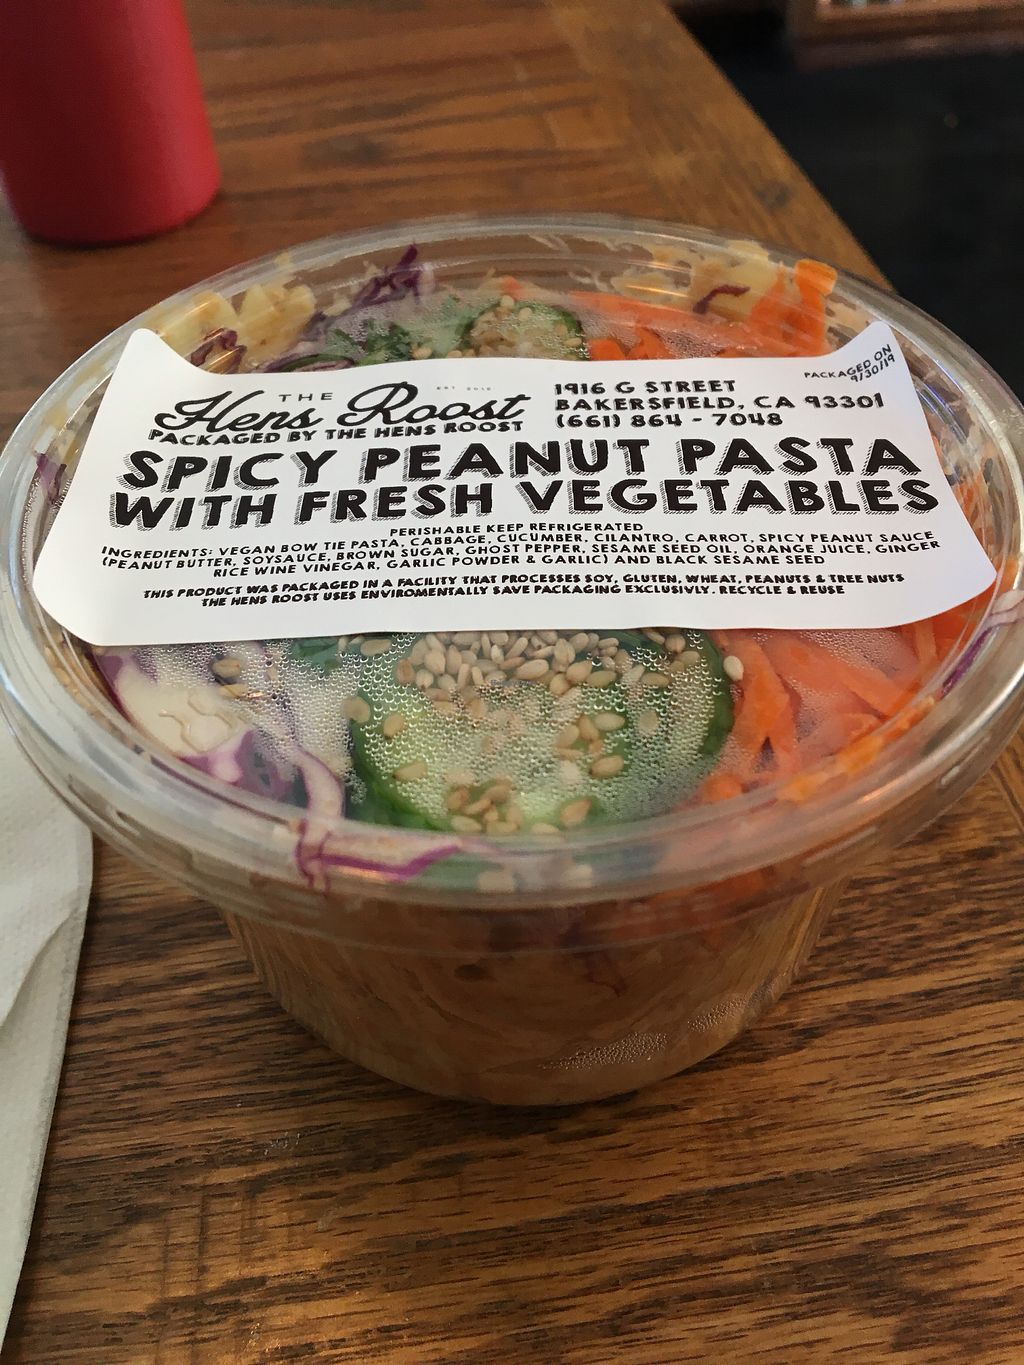 THE
Hens Roost
EST 2012
PACKAGED BY THE HENS ROOST
1916 G STREET
BAKERSFIELD, CA 93301
(661) 864 - 7048
PACKAGED ON
9/30/19
SPICY PEANUT PASTA
WITH FRESH VEGETABLES
PERISHABLE KEEP REFRIGERATED
INGREDIENTS: VEGAN BOW TIE PASTA, CABBAGE, CUCUMBER, CILANTRO, CARROT, SPICY PEANUT SAUCE
(PEANUT BUTTER, SOYSAUCE, BROWN SUGAR, GHOST PEPPER, SESAME SEED OIL, ORANGE JUICE, GINGER
RICE WINE VINEGAR, GARLIC POWDER & GARLIC) AND BLACK SESAME SEED
THIS PRODUCT WAS PACKAGED IN A FACILITY THAT PROCESSES SOY, GLUTEN, WHEAT, PEANUTS & TREE NUTS
THE HENS ROOST USES ENVIROMENTALLY SAVE PACKAGING EXCLUSIVLY. RECYCLE & REUSE